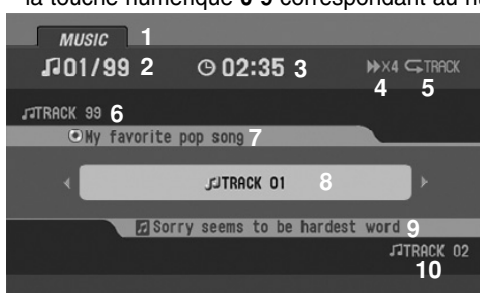 la touche numérique 0-9 correspondant au
MUSIC 1
01/99 2 02:35 3 ×4 TRACK
4 5
TRACK 99 6
My favorite pop song 7
TRACK 01 8
Sorry seems to be hardest word 9
TRACK 02
10